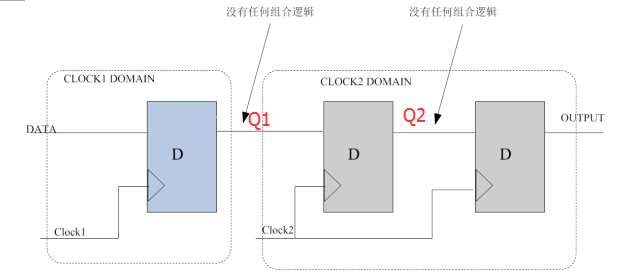 没有任何组合逻辑
没有任何组合逻辑
CLOCK1 DOMAIN
CLOCK2 DOMAIN
Q1
Q2
OUTPUT
DATA
D
D
D
Clock1
Clock2